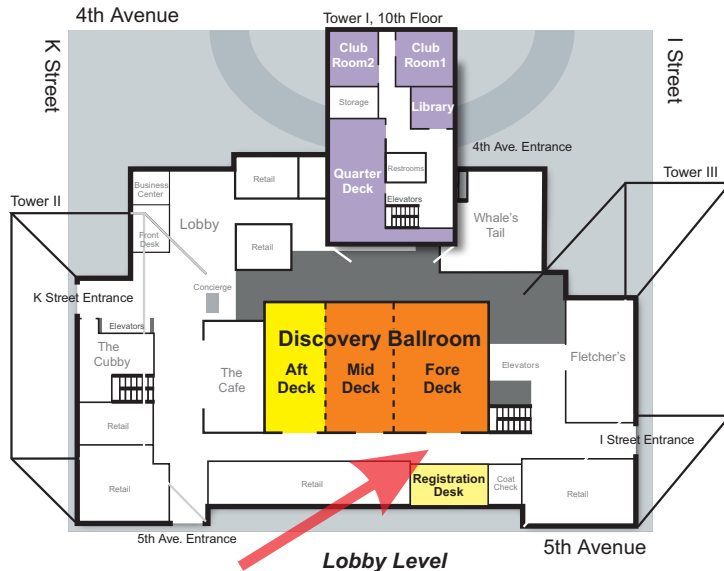 4th Avenue
Tower I, 10th Floor
K Street
I Street
Club
Room2
Club
Room1
Storage
Library
4th Ave. Entrance
Quarter
Deck
Restrooms
Elevators
Tower III
Tower II
Business
Center
Retail
Lobby
Whale's
Tail
Front
Desk
Retail
Concierge
K Street Entrance
Elevators
The
Cubby
Discovery Ballroom
Aft
Deck
Mid
Deck
Fore
Deck
The
Cafe
Elevators
Fletcher's
Retail
I Street Entrance
Retail
Retail
Registration
Desk
Coat
Check
Retail
5th Ave. Entrance
Lobby Level
5th Avenue